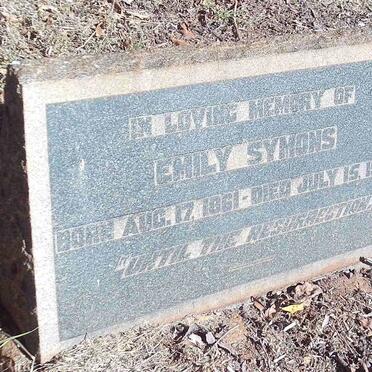 IN LOVING MEMORY OF
EMILY SYMONS
BORN AUG. 17, 1861 - DIED JULY 15,
"UNTIL THE RESURRECTION